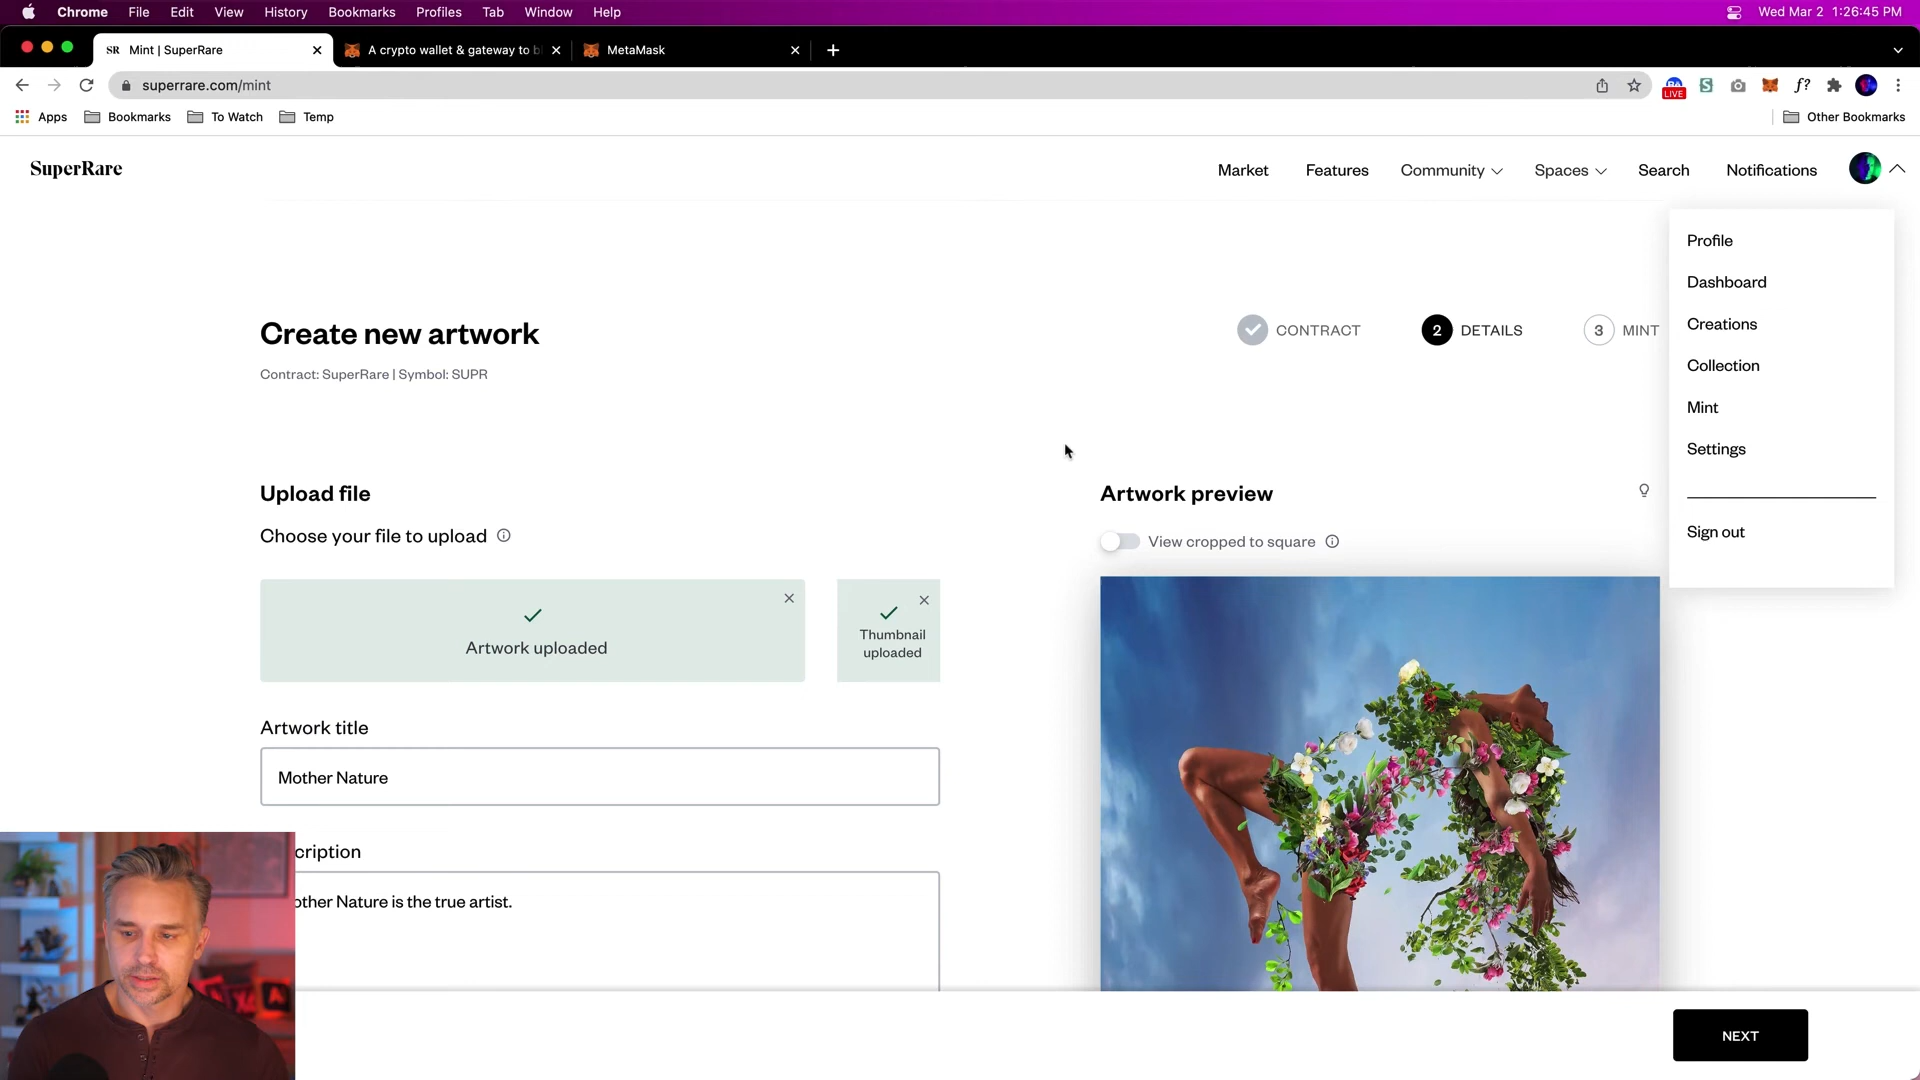 Chrome File Edit View History Bookmarks Profiles Tab Window Help Wed Mar 2 1:26:45 PM
SR Mint | SuperRare A crypto wallet & gateway to bl MetaMask
superrare.com/mint LIVE f?
Apps Bookmarks To Watch Temp Other Bookmarks
SuperRare Market Features Community Spaces Search Notifications
Profile
Dashboard
Creations
Collection
Mint
Settings
Sign out
Create new artwork
CONTRACT 2 DETAILS 3 MINT
Contract: SuperRare | Symbol: SUPR
Upload file
Choose your file to upload
Artwork uploaded
Thumbnail
uploaded
Artwork preview
View cropped to square
Artwork title
Mother Nature
cription
other Nature is the true artist.
NEXT